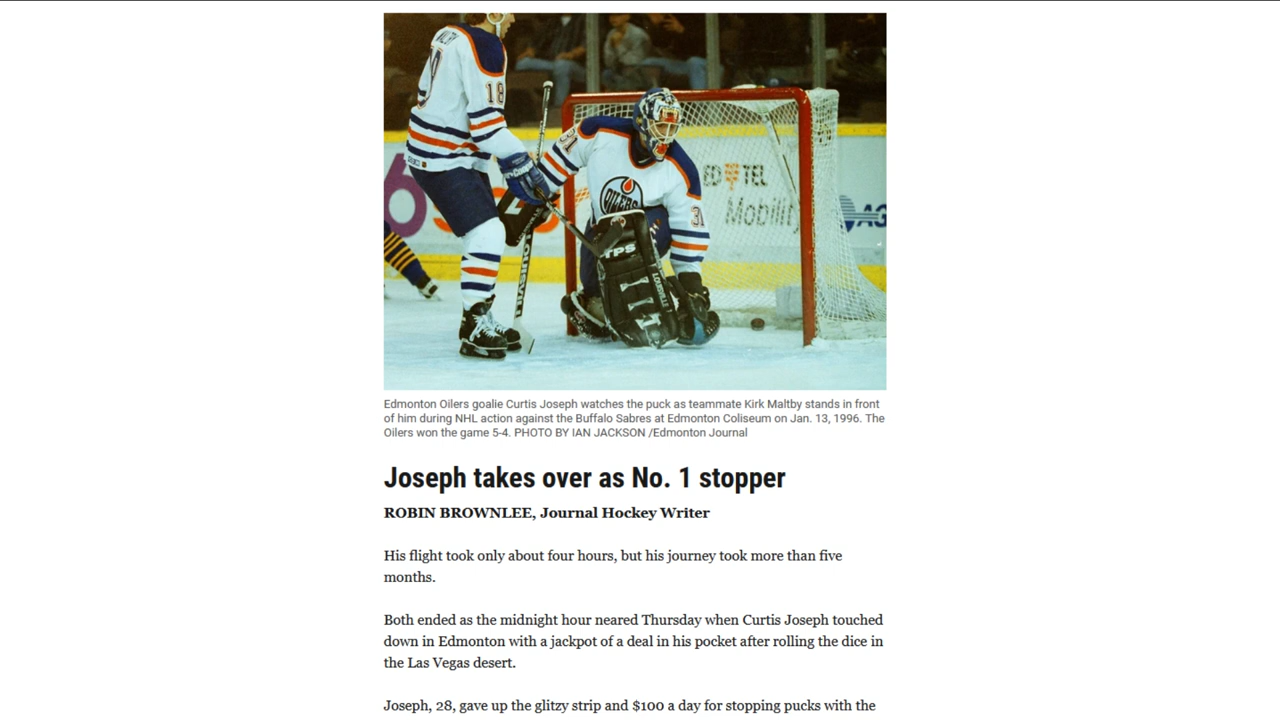 18
31
OILERS
31
TPS
LOUISVILLE
ED TEL
Mobility
AG
Edmonton Oilers goalie Curtis Joseph watches the puck as teammate Kirk Maltby stands in front
of him during NHL action against the Buffalo Sabres at Edmonton Coliseum on Jan. 13, 1996. The
Oilers won the game 5-4. PHOTO BY IAN JACKSON /Edmonton Journal
Joseph takes over as No. 1 stopper
ROBIN BROWNLEE, Journal Hockey Writer
His flight took only about four hours, but his journey took more than five
months.
Both ended as the midnight hour neared Thursday when Curtis Joseph touched
down in Edmonton with a jackpot of a deal in his pocket after rolling the dice in
the Las Vegas desert.
Joseph, 28, gave up the glitzy strip and $100 a day for stopping pucks with the